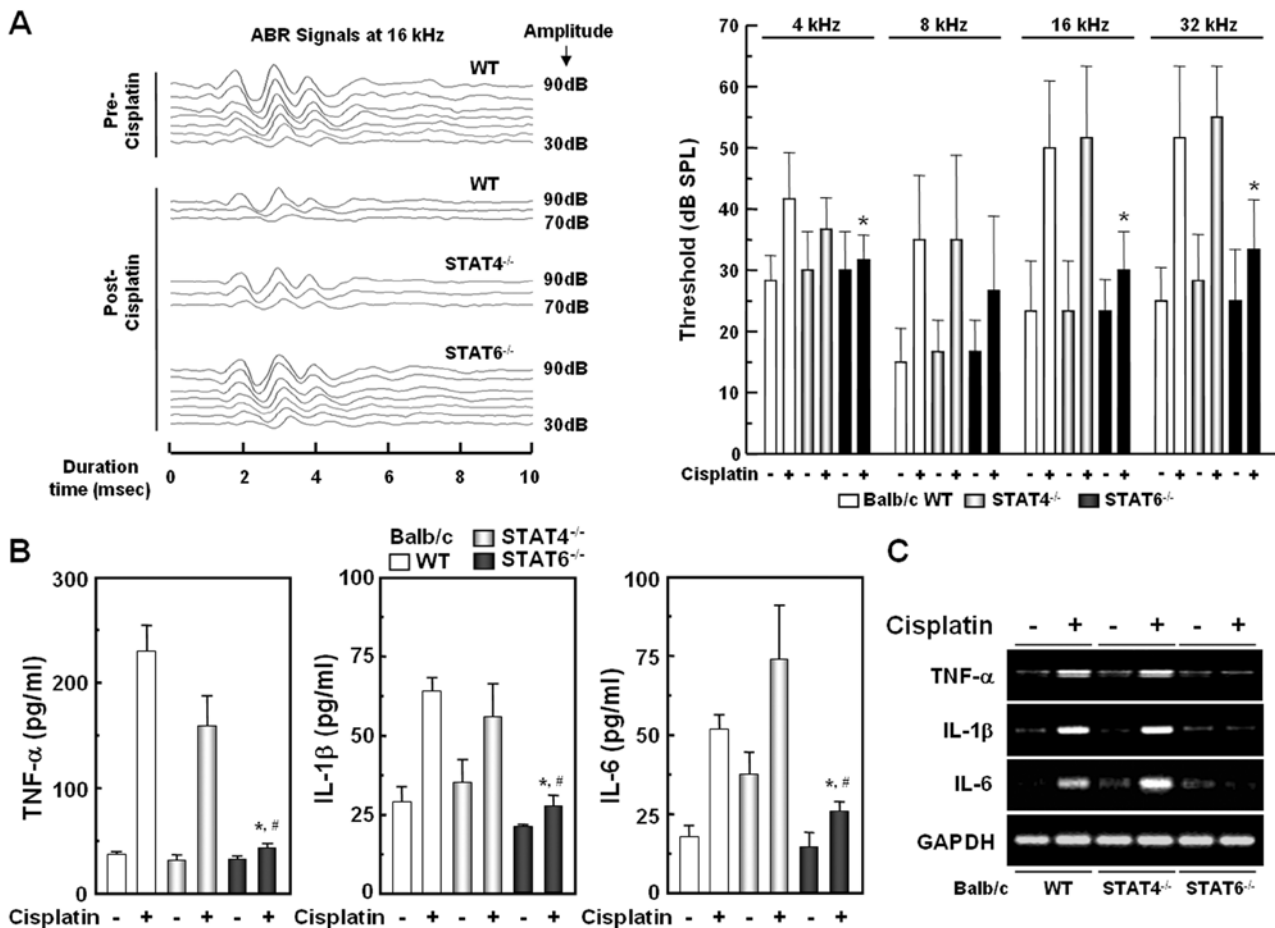 A
ABR Signals at 16 kHz
Amplitude
Pre-
Cisplatin
WT
90dB
30dB
Post-
Cisplatin
WT
90dB
70dB
STAT4-/-
90dB
70dB
STAT6-/-
90dB
30dB
Duration
time (msec)
0 2 4 6 8 10
4 kHz 8 kHz 16 kHz 32 kHz
Threshold (dB SPL)
70
60
50
40
30
20
10
0
* * *
Cisplatin - + - + - + - + - + - + - + - + - + - + - + - +
Balb/c WT STAT4-/- STAT6-/-
B
Balb/c
WT
STAT4-/-
STAT6-/-
TNF-α (pg/ml)
300
200
100
0
*, #
Cisplatin - + - + - +
IL-1β (pg/ml)
100
75
50
25
0
*, #
Cisplatin - + - + - +
IL-6 (pg/ml)
100
75
50
25
0
*, #
Cisplatin - + - + - +
C
Cisplatin - + - + - +
TNF-α
IL-1β
IL-6
GAPDH
Balb/c WT STAT4-/- STAT6-/-